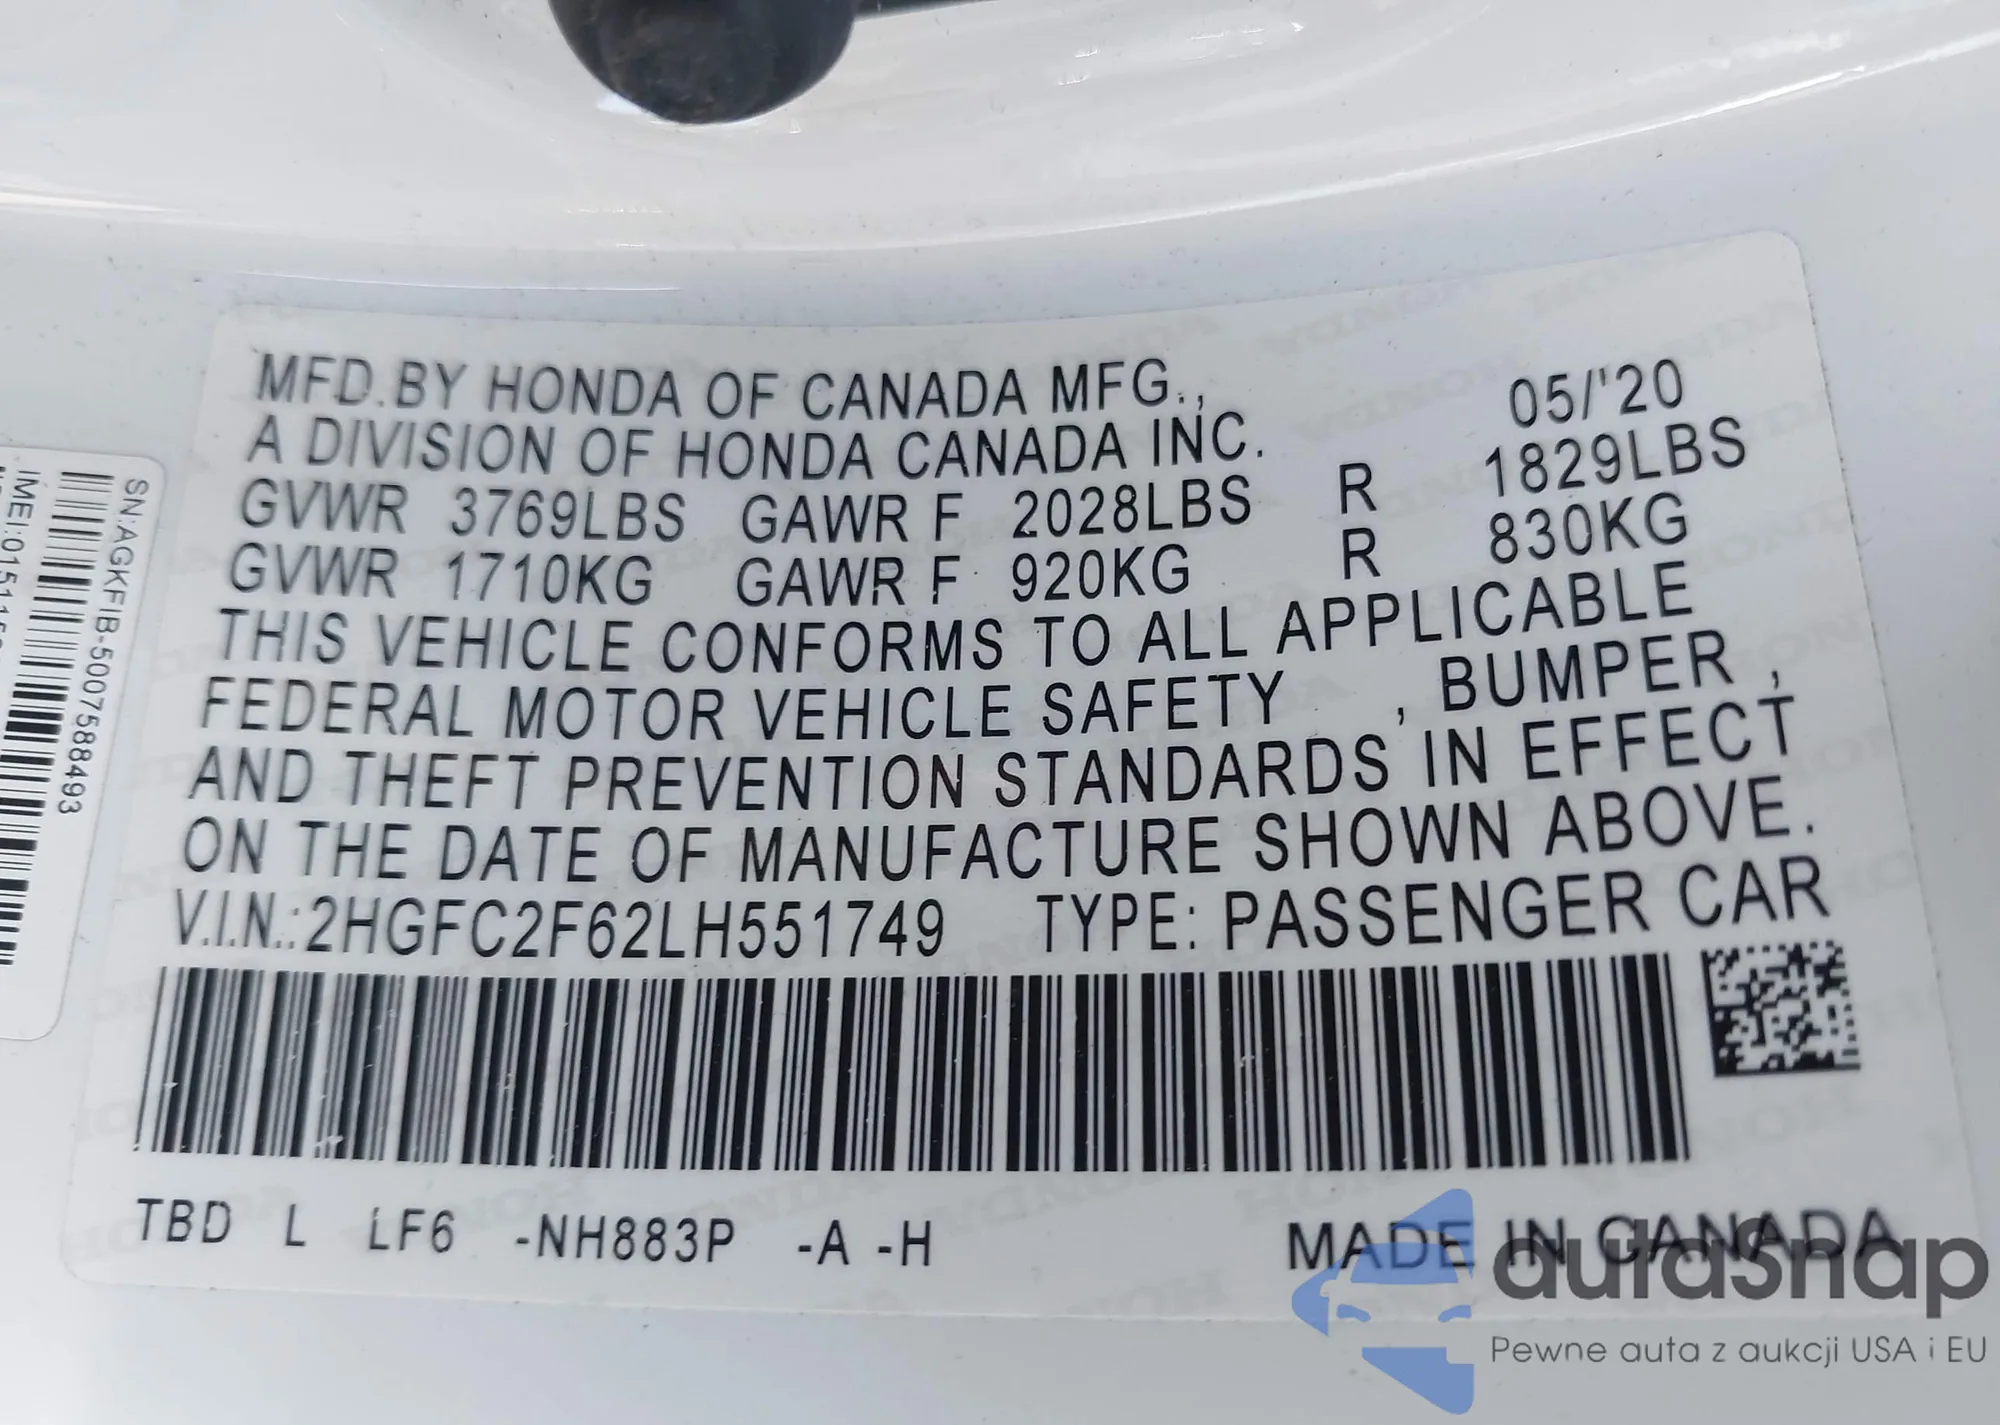 MFD.BY HONDA OF CANADA MFG., 05/'20
A DIVISION OF HONDA CANADA INC.
GVWR 3769LBS GAWR F 2028LBS R 1829LBS
GVWR 1710KG GAWR F 920KG R 830KG
THIS VEHICLE CONFORMS TO ALL APPLICABLE
FEDERAL MOTOR VEHICLE SAFETY , BUMPER ,
AND THEFT PREVENTION STANDARDS IN EFFECT
ON THE DATE OF MANUFACTURE SHOWN ABOVE.
V.I.N.:2HGFC2F62LH551749 TYPE: PASSENGER CAR
TBD L LF6 -NH883P -A -H MADE IN CANADA
SN:AGKFIB-5007588493
autaSnap
Pewne auta z aukcji USA i EU